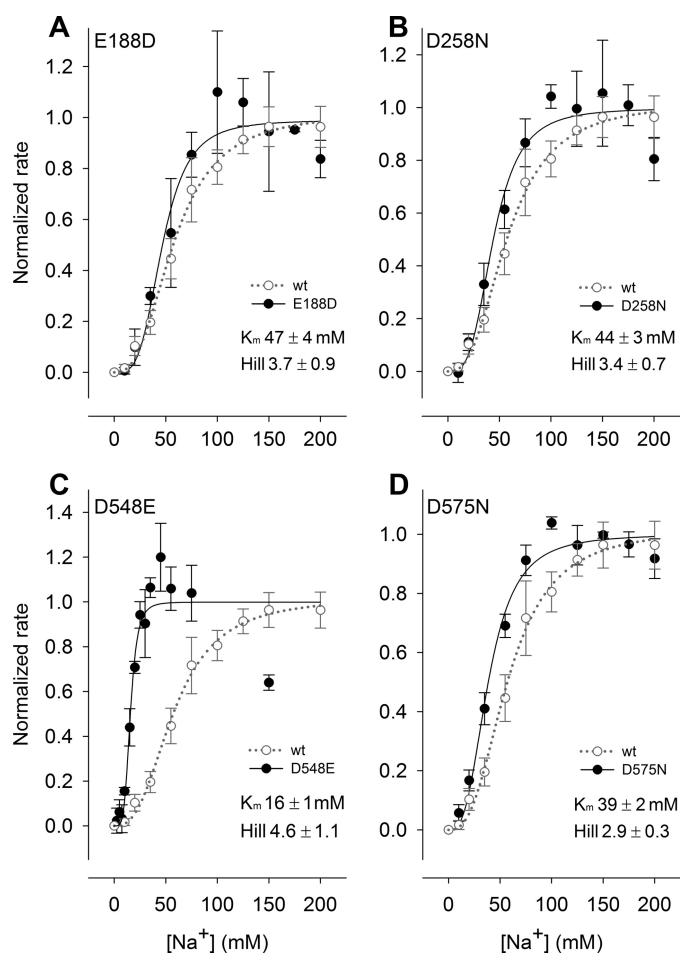 A
E188D
1.2
1.0
0.8
0.6
0.4
0.2
0.0
Normalized rate
wt
E188D
Km 47 ± 4 mM
Hill 3.7 ± 0.9
0 50 100 150 200
B
D258N
1.2
1.0
0.8
0.6
0.4
0.2
0.0
wt
D258N
Km 44 ± 3 mM
Hill 3.4 ± 0.7
0 50 100 150 200
C
D548E
1.4
1.2
1.0
0.8
0.6
0.4
0.2
0.0
Normalized rate
wt
D548E
Km 16 ± 1 mM
Hill 4.6 ± 1.1
0 50 100 150 200
[Na+] (mM)
D
D575N
1.0
0.8
0.6
0.4
0.2
0.0
wt
D575N
Km 39 ± 2 mM
Hill 2.9 ± 0.3
0 50 100 150 200
[Na+] (mM)